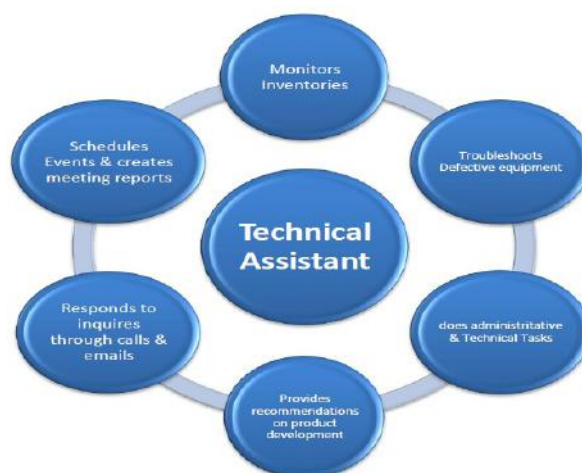 Monitors
Inventories
Troubleshoots
Defective equipment
does administritative
& Technical Tasks
Provides
recommendations
on product
development
Responds to
inquires
through calls &
emails
Schedules
Events & creates
meeting reports
Technical
Assistant